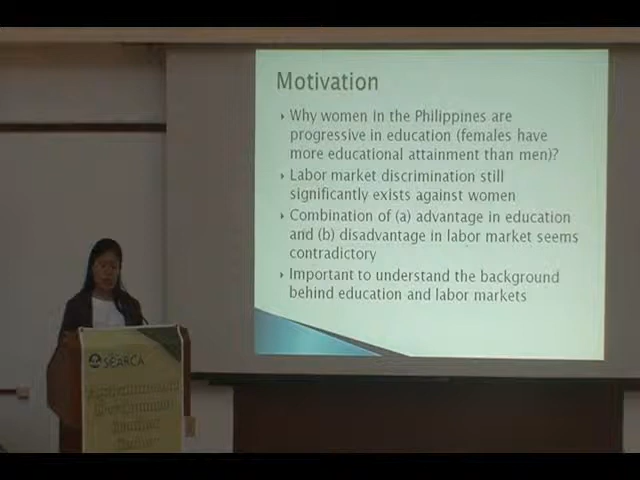 Motivation
Why women in the Philippines are
progressive in education (females have
more educational attainment than men)?
Labor market discrimination still
significantly exists against women
Combination of (a) advantage in education
and (b) disadvantage in labor market seems
contradictory
Important to understand the background
behind education and labor markets
SEARCA